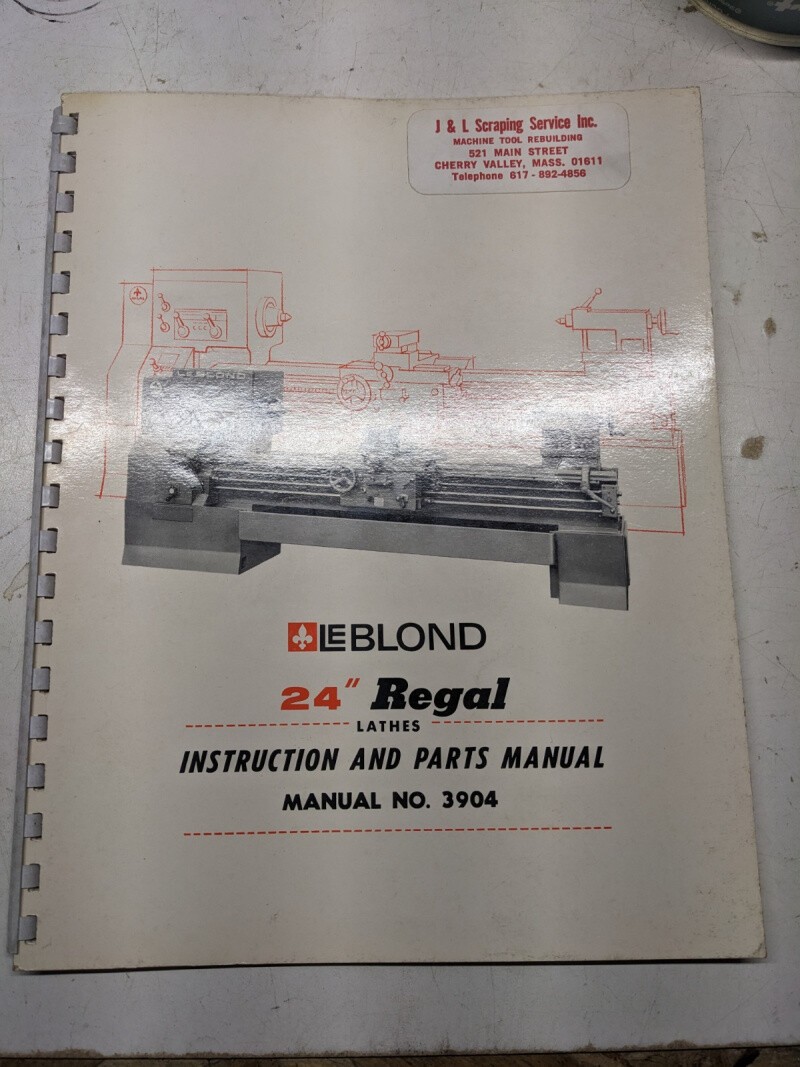 J & L Scraping Service Inc.
MACHINE TOOL REBUILDING
521 MAIN STREET
CHERRY VALLEY, MASS. 01611
Telephone 617 - 892-4856
LEBLOND
LEBLOND
24" Regal
LATHES
INSTRUCTION AND PARTS MANUAL
MANUAL NO. 3904